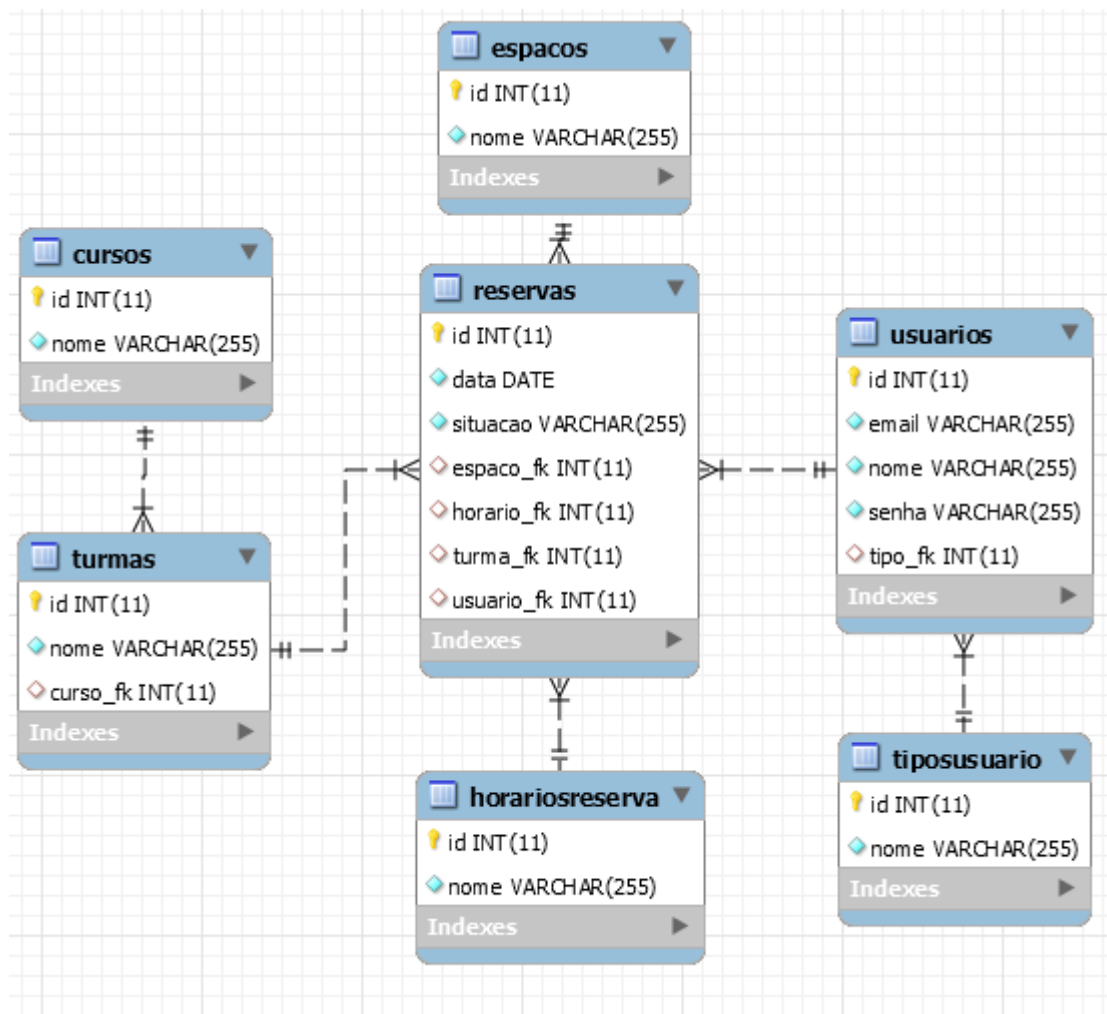 espacos
id INT(11)
nome VARCHAR(255)
Indexes
cursos
id INT(11)
nome VARCHAR(255)
Indexes
reservas
id INT(11)
data DATE
situacao VARCHAR(255)
espaco_fk INT(11)
horario_fk INT(11)
turma_fk INT(11)
usuario_fk INT(11)
Indexes
usuarios
id INT(11)
email VARCHAR(255)
nome VARCHAR(255)
senha VARCHAR(255)
tipo_fk INT(11)
Indexes
turmas
id INT(11)
nome VARCHAR(255)
curso_fk INT(11)
Indexes
horariosreserva
id INT(11)
nome VARCHAR(255)
Indexes
tiposusuario
id INT(11)
nome VARCHAR(255)
Indexes